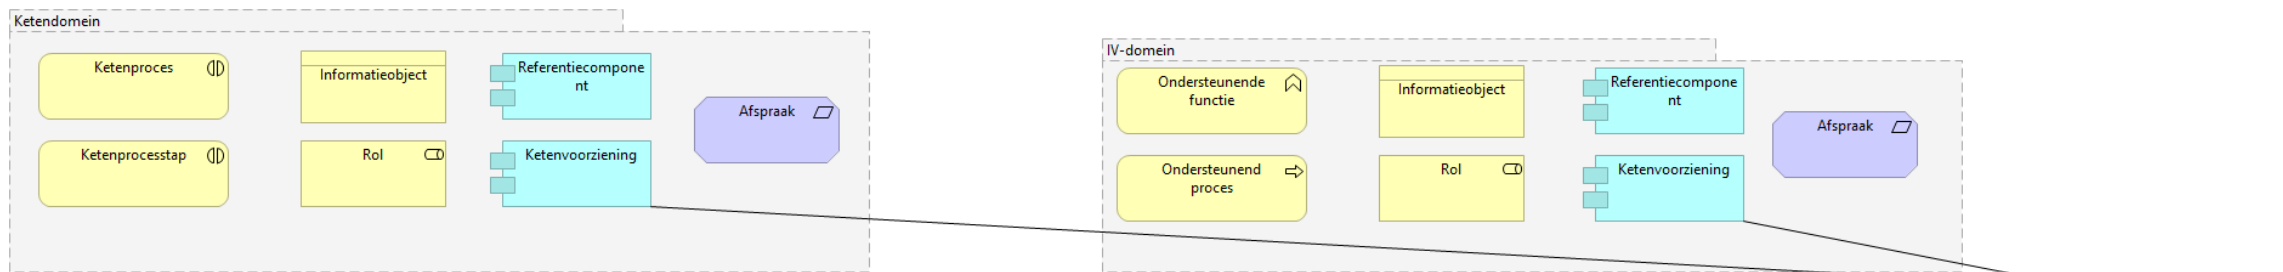 Ketendomein
Ketenproces
Informatieobject
Referentiecompone
nt
Afspraak
Ketenprocesstap
Rol
Ketenvoorziening
IV-domein
Ondersteunende
functie
Informatieobject
Referentiecompone
nt
Afspraak
Ondersteunend
proces
Rol
Ketenvoorziening